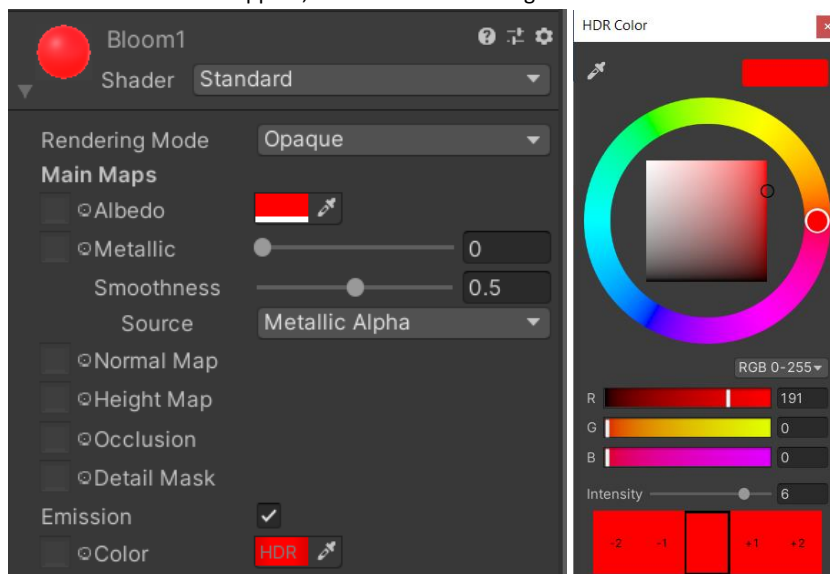 Bloom1
Shader Standard
Rendering Mode Opaque
Main Maps
Albedo
Metallic 0
Smoothness 0.5
Source Metallic Alpha
Normal Map
Height Map
Occlusion
Detail Mask
Emission
Color HDR
HDR Color
RGB 0-255
R 191
G 0
B 0
Intensity 6
-2 -1 +1 +2